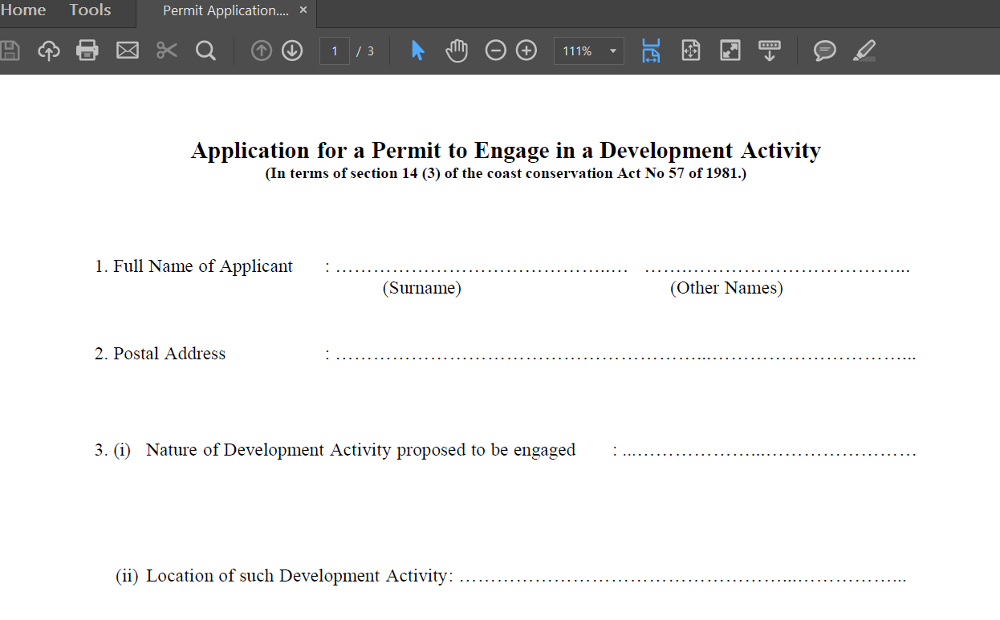 Home Tools Permit Application.... ×
1 / 3 111%
Application for a Permit to Engage in a Development Activity
(In terms of section 14 (3) of the coast conservation Act No 57 of 1981.)
1. Full Name of Applicant : ……………………………………..… ……..……………………………...
(Surname) (Other Names)
2. Postal Address : …………………………………………………..…………………………...
3. (i) Nature of Development Activity proposed to be engaged : ...………………...……………………
(ii) Location of such Development Activity: ……………………………………………...……………...